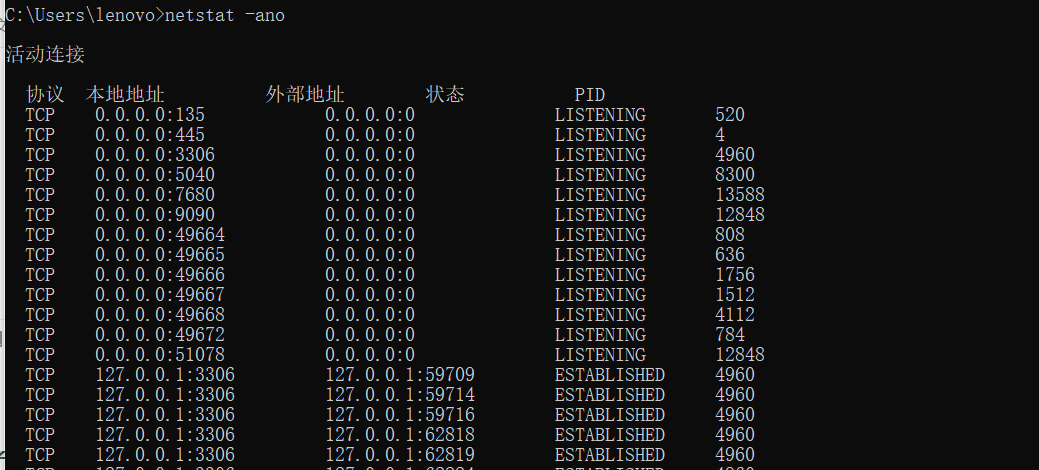 C:\Users\lenovo>netstat -ano
活动连接
协议 本地地址 外部地址 状态 PID
TCP 0.0.0.0:135 0.0.0.0:0 LISTENING 520
TCP 0.0.0.0:445 0.0.0.0:0 LISTENING 4
TCP 0.0.0.0:3306 0.0.0.0:0 LISTENING 4960
TCP 0.0.0.0:5040 0.0.0.0:0 LISTENING 8300
TCP 0.0.0.0:7680 0.0.0.0:0 LISTENING 13588
TCP 0.0.0.0:9090 0.0.0.0:0 LISTENING 12848
TCP 0.0.0.0:49664 0.0.0.0:0 LISTENING 808
TCP 0.0.0.0:49665 0.0.0.0:0 LISTENING 636
TCP 0.0.0.0:49666 0.0.0.0:0 LISTENING 1756
TCP 0.0.0.0:49667 0.0.0.0:0 LISTENING 1512
TCP 0.0.0.0:49668 0.0.0.0:0 LISTENING 4112
TCP 0.0.0.0:49672 0.0.0.0:0 LISTENING 784
TCP 0.0.0.0:51078 0.0.0.0:0 LISTENING 12848
TCP 127.0.0.1:3306 127.0.0.1:59709 ESTABLISHED 4960
TCP 127.0.0.1:3306 127.0.0.1:59714 ESTABLISHED 4960
TCP 127.0.0.1:3306 127.0.0.1:59716 ESTABLISHED 4960
TCP 127.0.0.1:3306 127.0.0.1:62818 ESTABLISHED 4960
TCP 127.0.0.1:3306 127.0.0.1:62819 ESTABLISHED 4960